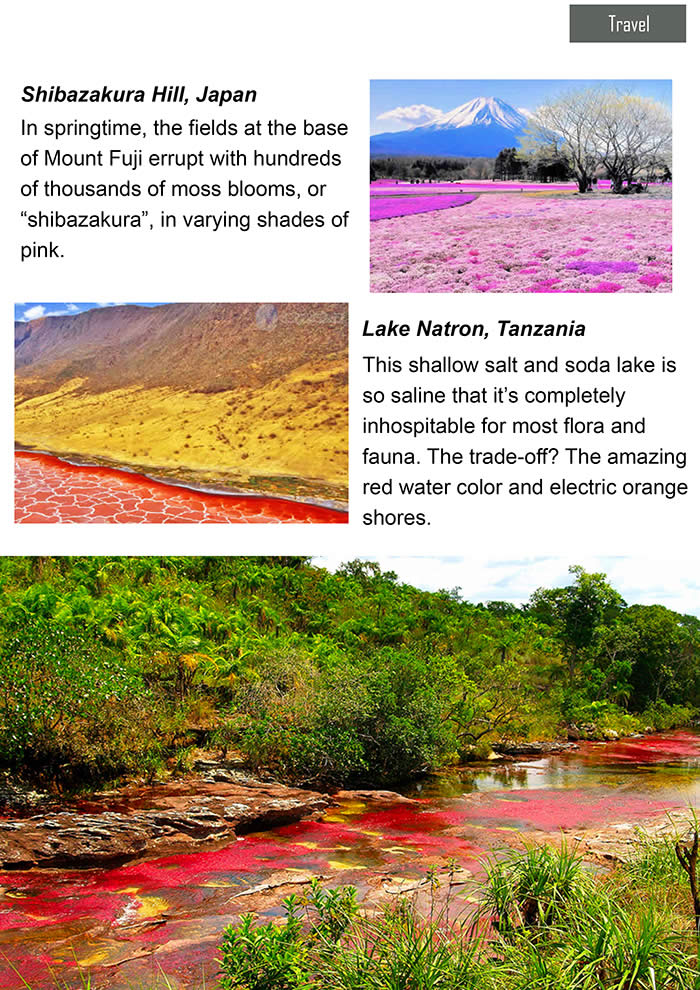 Travel
Shibazakura Hill, Japan
In springtime, the fields at the base
of Mount Fuji errupt with hundreds
of thousands of moss blooms, or
“shibazakura”, in varying shades of
pink.
Lake Natron, Tanzania
This shallow salt and soda lake is
so saline that it’s completely
inhospitable for most flora and
fauna. The trade-off? The amazing
red water color and electric orange
shores.